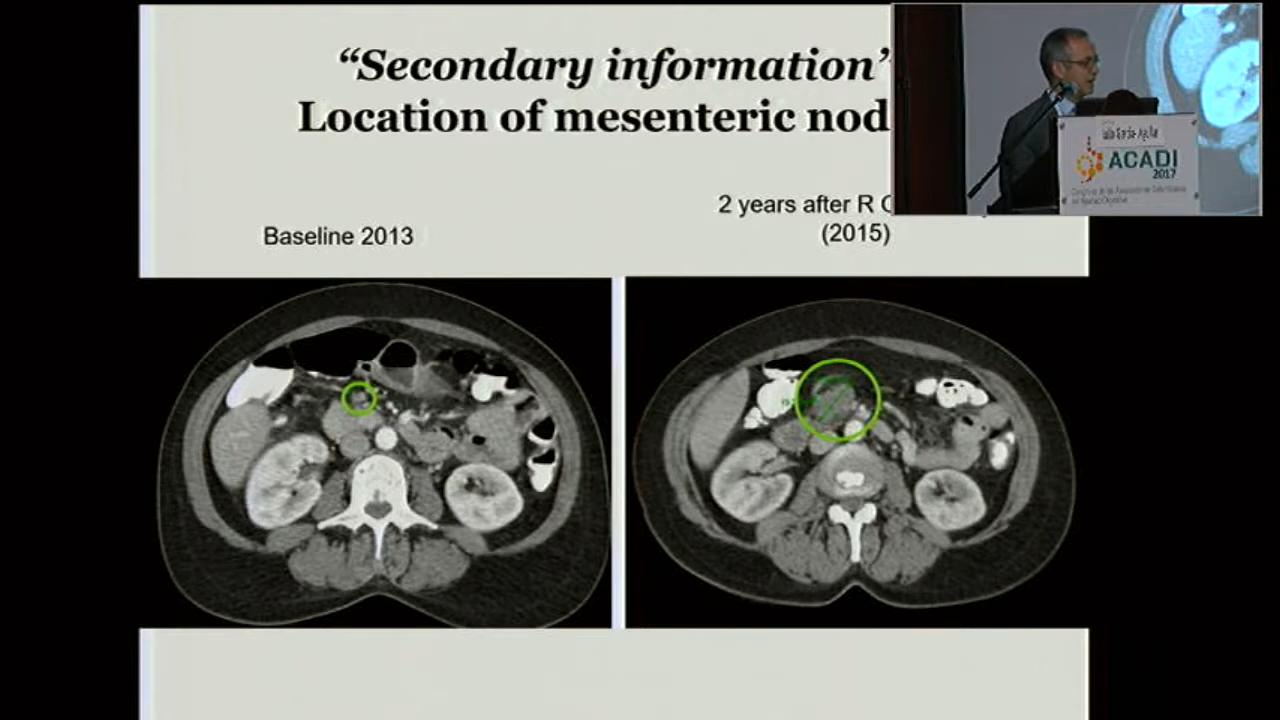 “Secondary information”
Location of mesenteric nod
2 years after R
(2015)
Baseline 2013
ACADI
2017